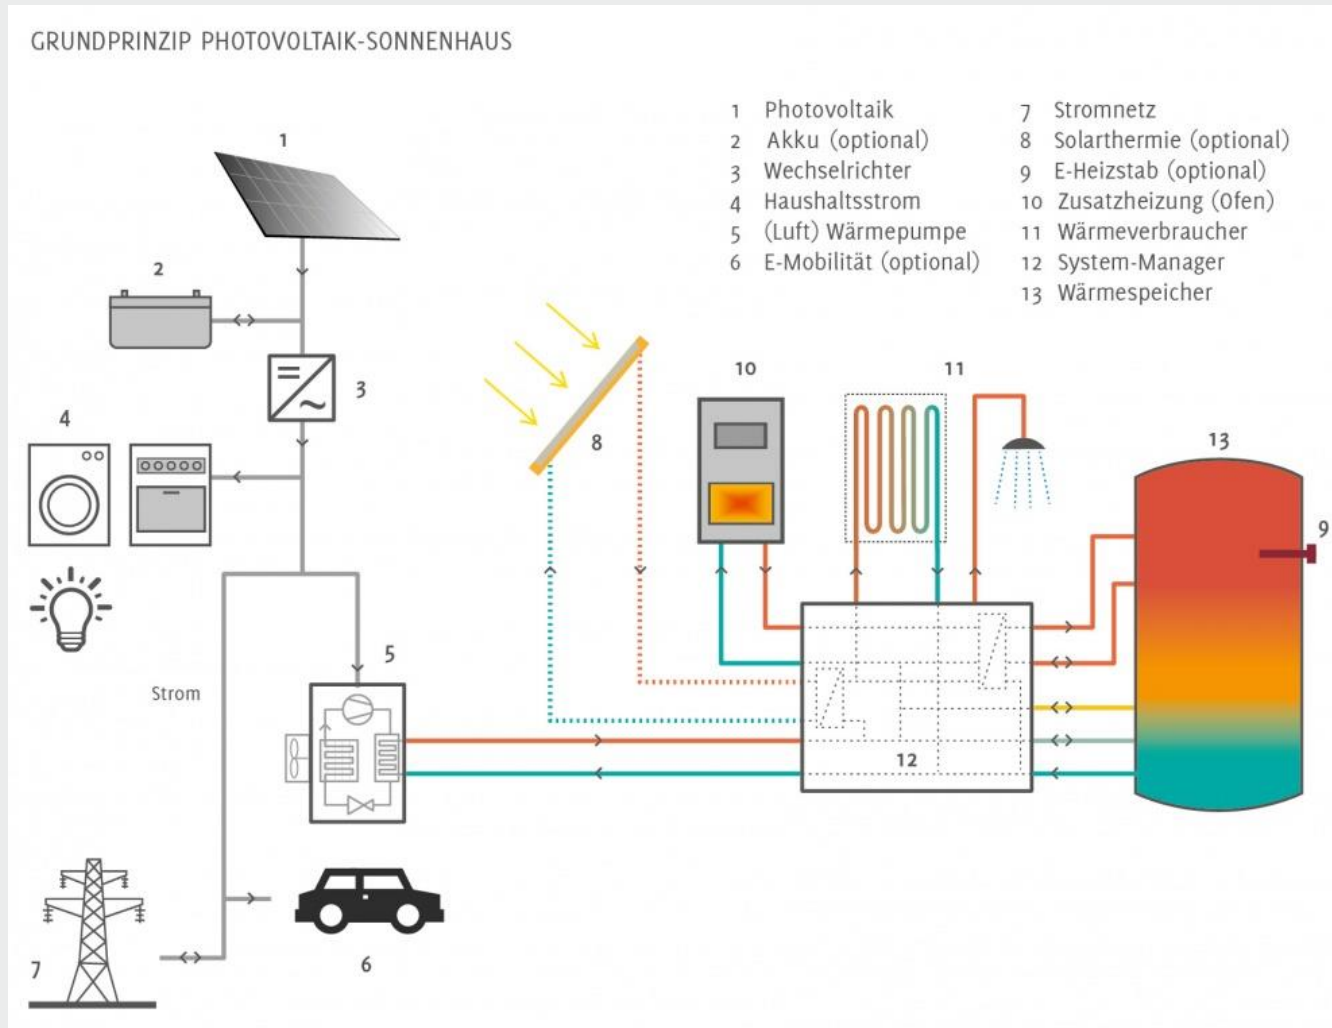 GRUNDPRINZIP PHOTOVOLTAIK-SONNENHAUS
1 Photovoltaik
2 Akku (optional)
3 Wechselrichter
4 Haushaltsstrom
5 (Luft) Wärmepumpe
6 E-Mobilität (optional)
7 Stromnetz
8 Solarthermie (optional)
9 E-Heizstab (optional)
10 Zusatzheizung (Ofen)
11 Wärmeverbraucher
12 System-Manager
13 Wärmespeicher
1
2
3
4
8
10
11
13
9
5
Strom
12
7
6